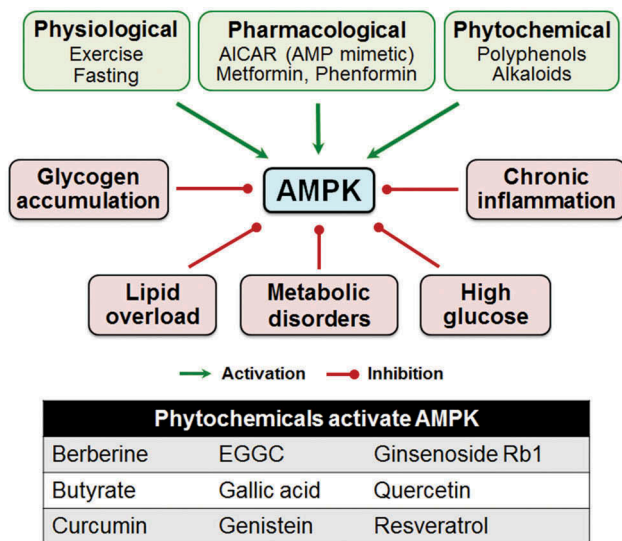 Physiological
Exercise
Fasting
Pharmacological
AICAR (AMP mimetic)
Metformin, Phenformin
Phytochemical
Polyphenols
Alkaloids
Glycogen
accumulation
AMPK
Chronic
inflammation
Lipid
overload
Metabolic
disorders
High
glucose
Activation
Inhibition
Phytochemicals activate AMPK
Berberine EGGC Ginsenoside Rb1
Butyrate Gallic acid Quercetin
Curcumin Genistein Resveratrol